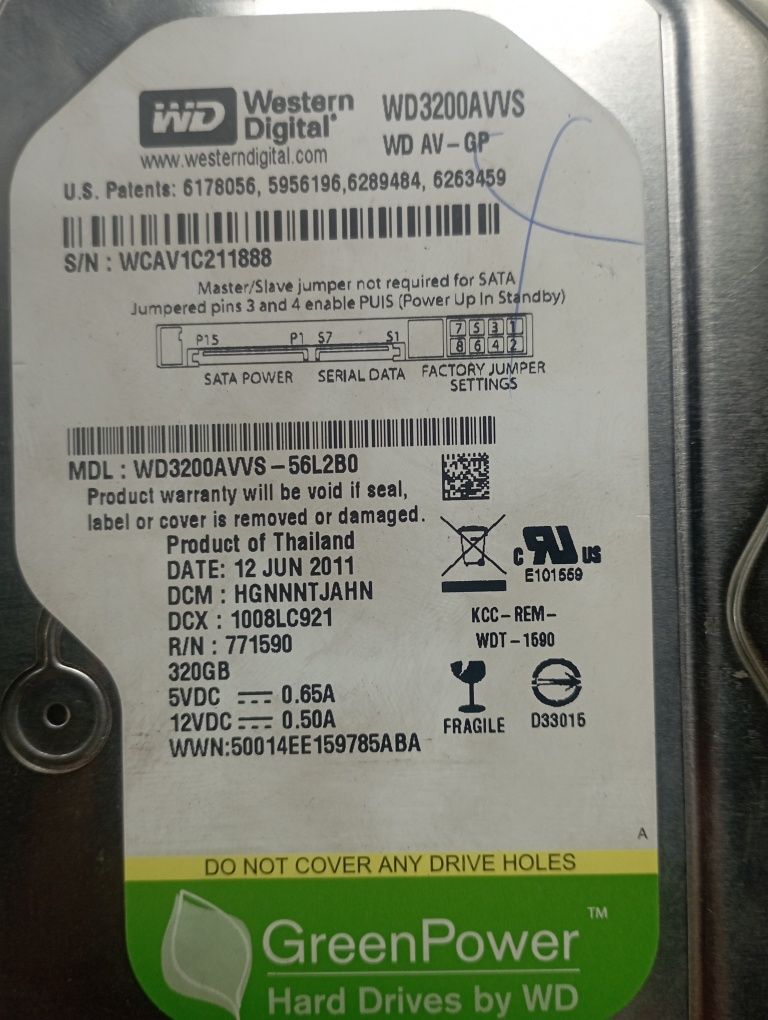 WD Western Digital®
WD3200AVVS
www.westerndigital.com
WD AV-GP
U.S. Patents: 6178056, 5956196,6289484, 6263459
S/N : WCAV1C211888
Master/Slave jumper not required for SATA
Jumpered pins 3 and 4 enable PUIS (Power Up In Standby)
P15 P1 S7 S1
7 5 3 1
8 6 4 2
SATA POWER SERIAL DATA FACTORY JUMPER
SETTINGS
MDL : WD3200AVVS-56L2B0
Product warranty will be void if seal,
label or cover is removed or damaged.
Product of Thailand
DATE: 12 JUN 2011
DCM : HGNNNTJAHN
DCX : 1008LC921
R/N : 771590
320GB
5VDC ⎓ 0.65A
12VDC ⎓ 0.50A
WWN:50014EE159785ABA
c RU US
E101559
KCC-REM-
WDT-1590
FRAGILE D33015
A
DO NOT COVER ANY DRIVE HOLES
GreenPower™
Hard Drives by WD